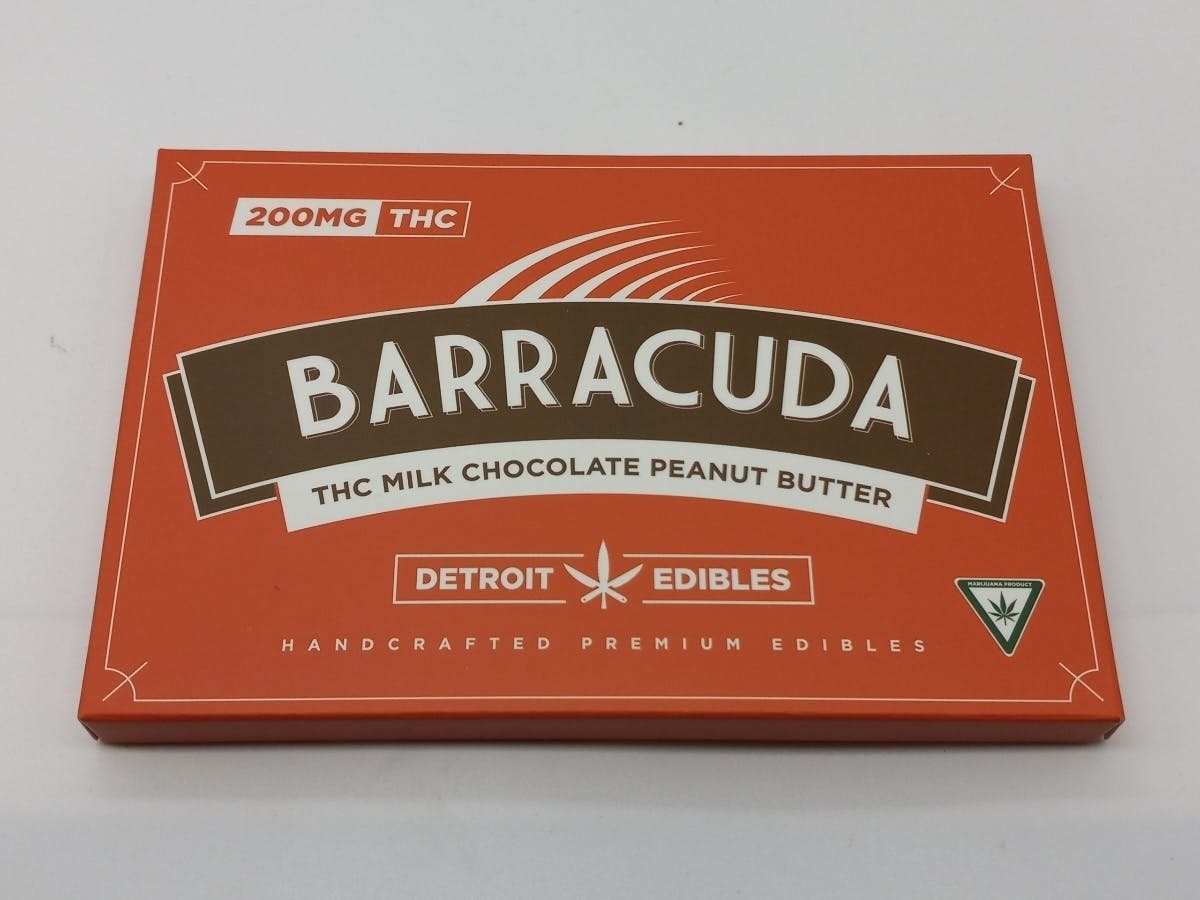 200MG THC
BARRACUDA
THC MILK CHOCOLATE PEANUT BUTTER
DETROIT EDIBLES
MARIJUANA PRODUCT
HANDCRAFTED PREMIUM EDIBLES